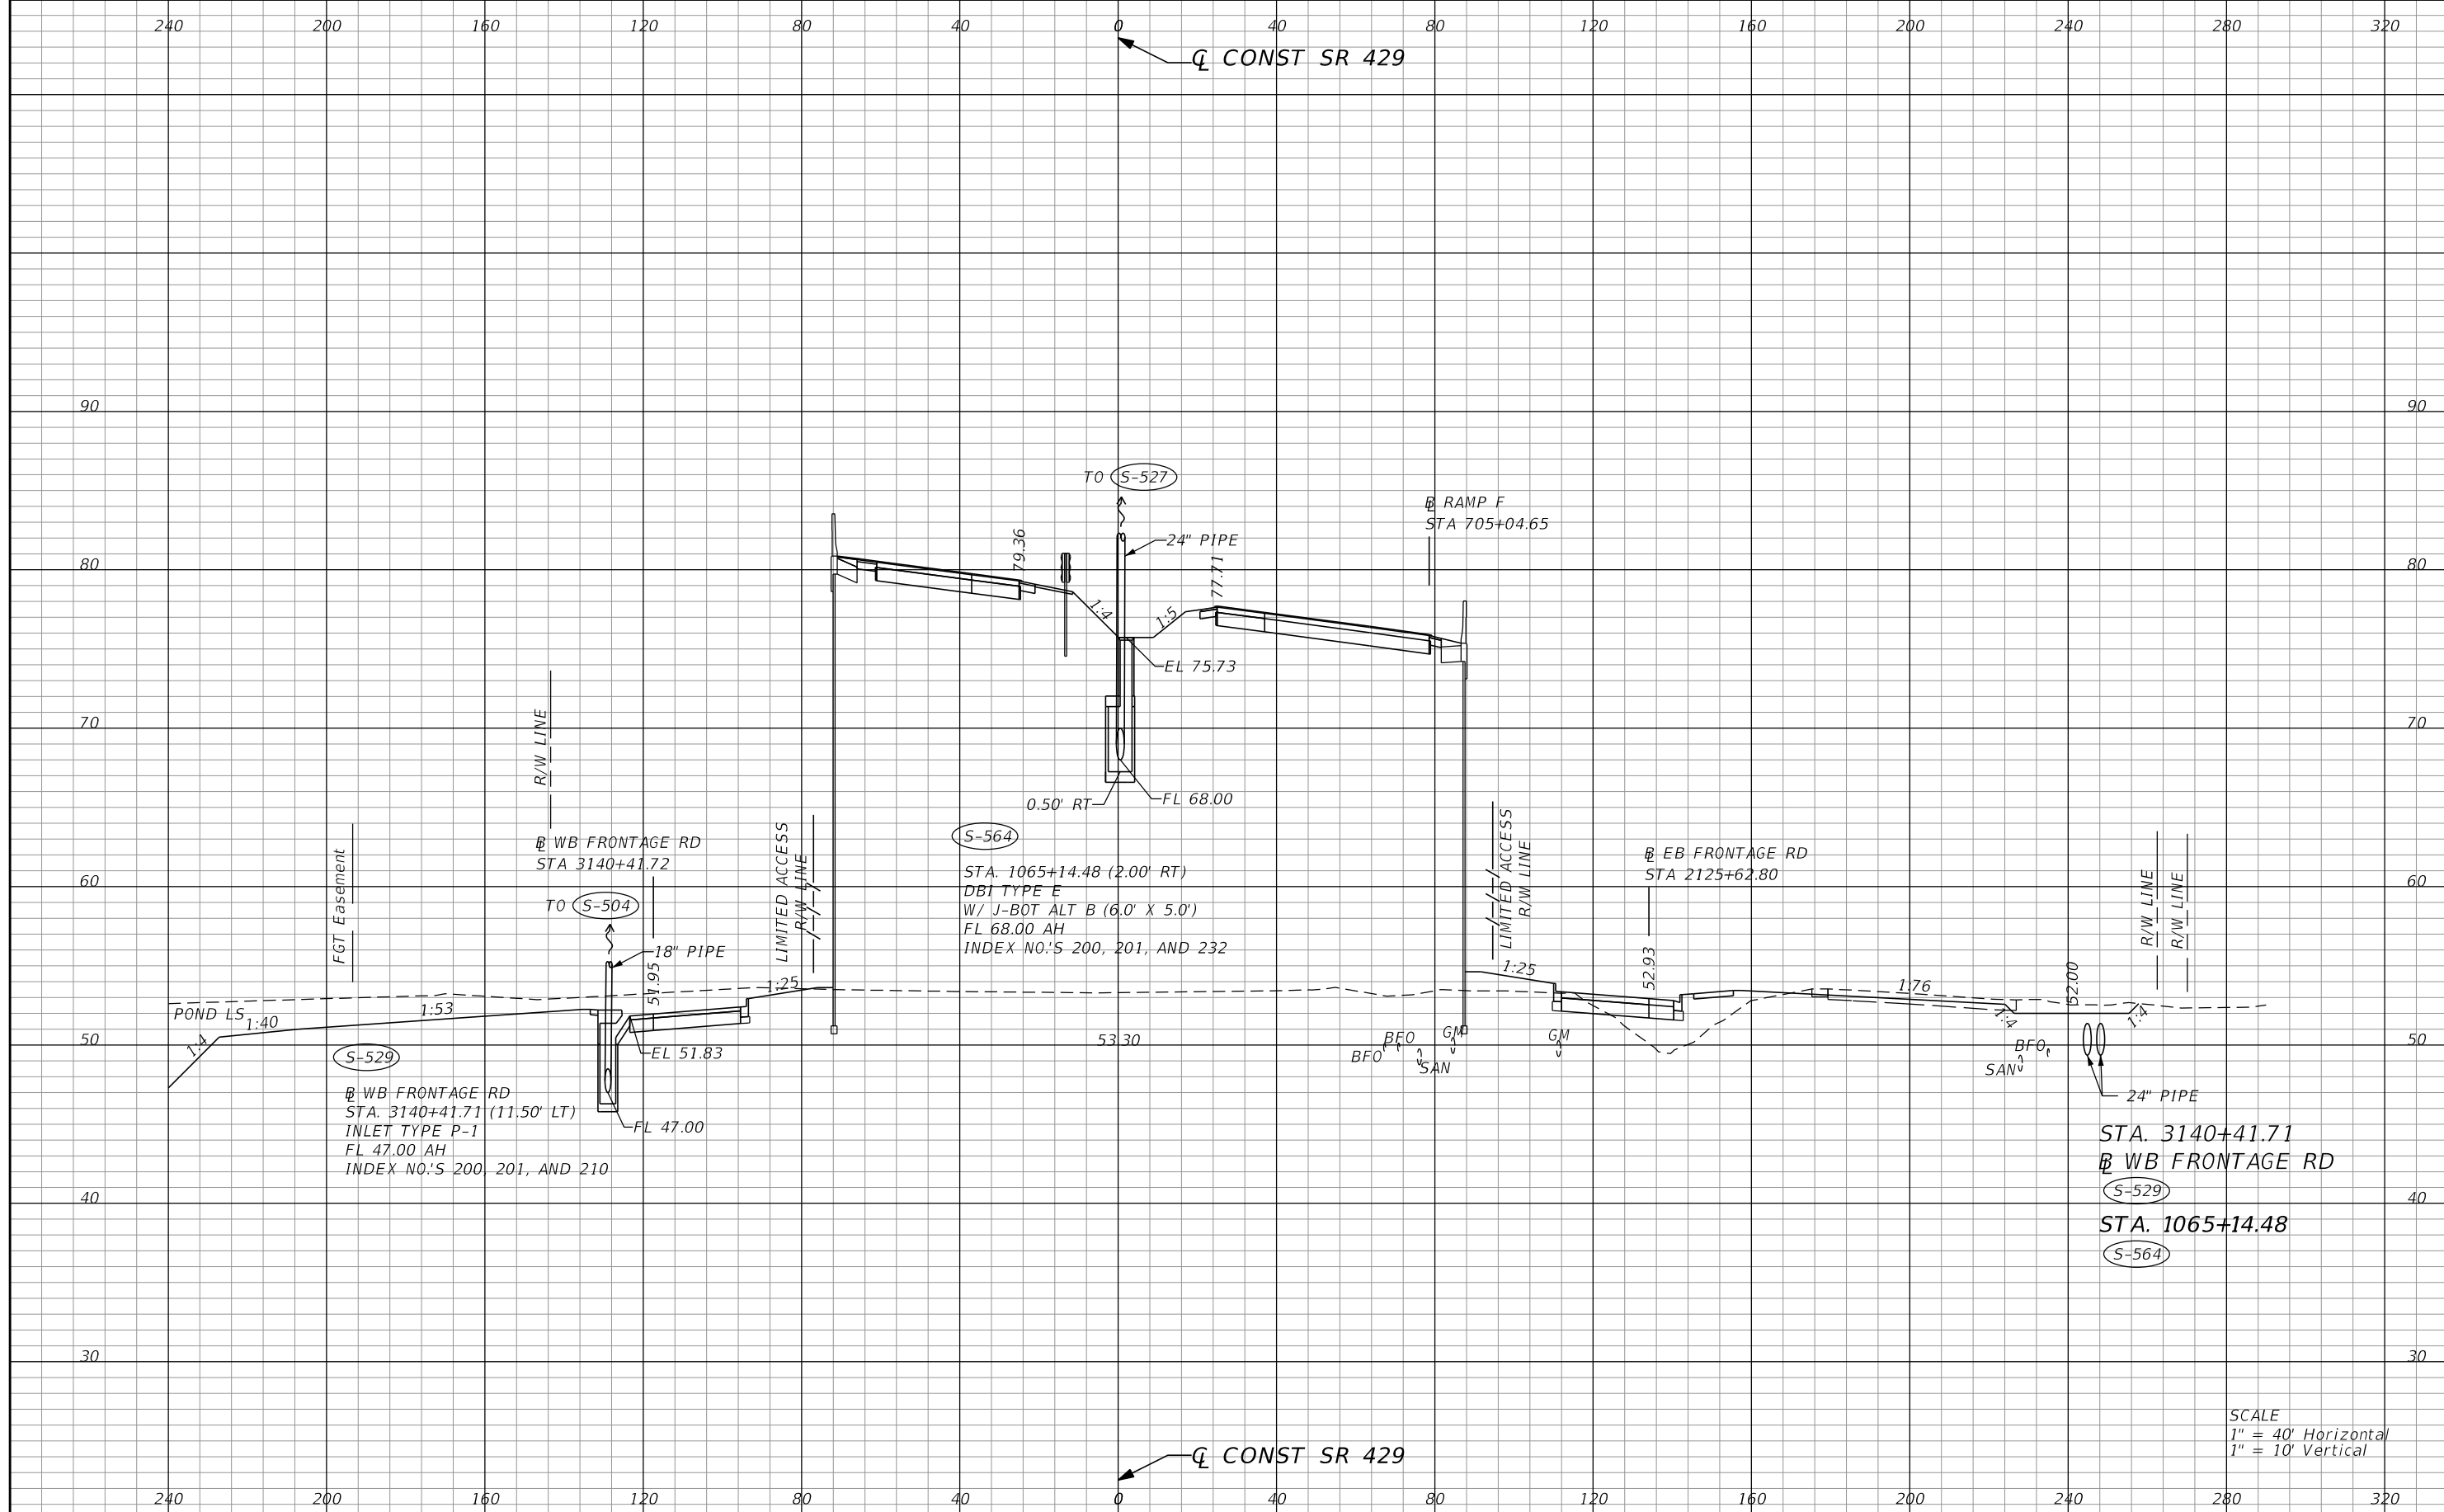 240 200 160 120 80 40 0 40 80 120 160 200 240 280 320
℄ CONST SR 429
90 90
TO S-527
℄ RAMP F
STA 705+04.65
79.36
24" PIPE
77.71
80 80
1:4
1:5
EL 75.73
R/W LINE
70 70
0.50' RT
FL 68.00
S-564
STA. 1065+14.48 (2.00' RT)
DBI TYPE E
W/ J-BOT ALT B (6.0' X 5.0')
FL 68.00 AH
INDEX NO.'S 200, 201, AND 232
BL WB FRONTAGE RD
STA 3140+41.72
LIMITED ACCESS
R/W LINE
LIMITED ACCESS
R/W LINE
BL EB FRONTAGE RD
STA 2125+62.80
60 60
FGT Easement
TO S-504
18" PIPE
51.95
1:25
1:25
52.93
R/W LINE
R/W LINE
52.00
POND LS
1:4
1:40
1:53
1:76
1:4
1:4
50 50
53.30
EL 51.83
BFO
BFO
SAN
GM
GM
BFO
SAN
S-529
BL WB FRONTAGE RD
STA. 3140+41.71 (11.50' LT)
INLET TYPE P-1
FL 47.00 AH
INDEX NO.'S 200, 201, AND 210
FL 47.00
24" PIPE
STA. 3140+41.71
BL WB FRONTAGE RD
S-529
STA. 1065+14.48
S-564
40 40
30 30
SCALE
1" = 40' Horizontal
1" = 10' Vertical
℄ CONST SR 429
240 200 160 120 80 40 0 40 80 120 160 200 240 280 320